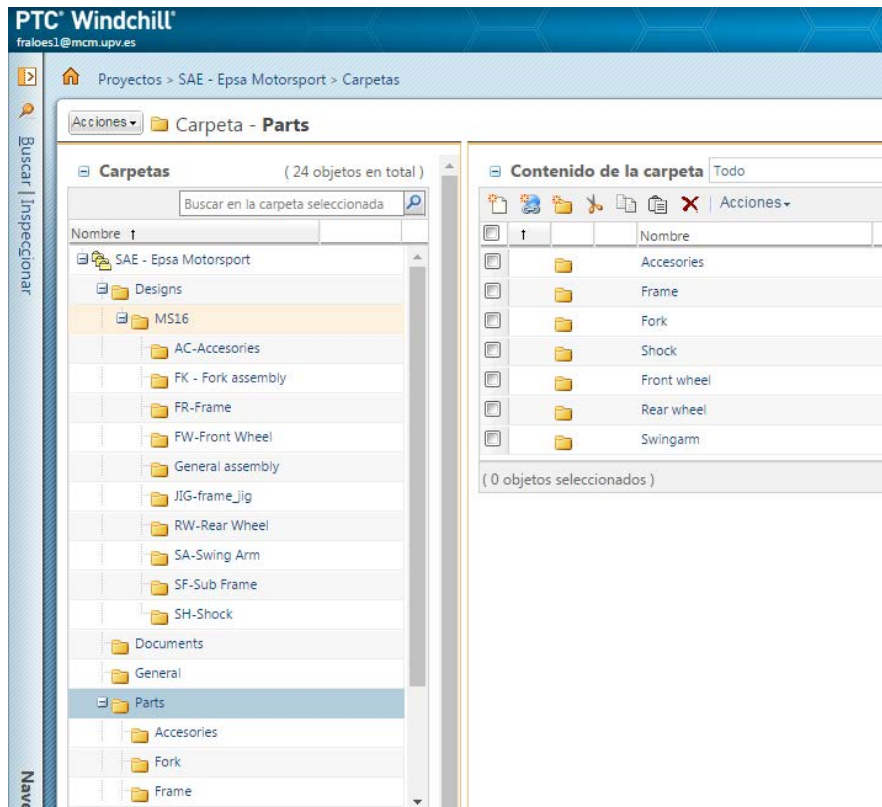 PTC® Windchill®
fraloes1@mcm.upv.es
Buscar | Inspeccionar
Proyectos > SAE - Epsa Motorsport > Carpetas
Acciones Carpeta - Parts
Carpetas ( 24 objetos en total )
Buscar en la carpeta seleccionada
Nombre
SAE - Epsa Motorsport
Designs
MS16
AC-Accesories
FK - Fork assembly
FR-Frame
FW-Front Wheel
General assembly
JIG-frame_jig
RW-Rear Wheel
SA-Swing Arm
SF-Sub Frame
SH-Shock
Documents
General
Parts
Accesories
Fork
Frame
Contenido de la carpeta Todo
Acciones
Nombre
Accesories
Frame
Fork
Shock
Front wheel
Rear wheel
Swingarm
( 0 objetos seleccionados )
Nave